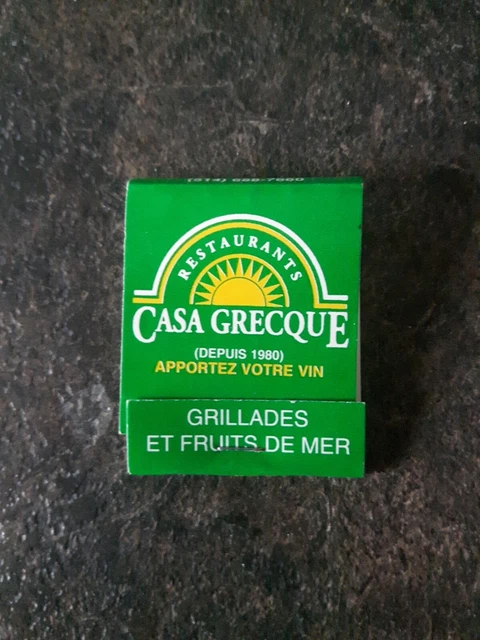 RESTAURANTS
CASA GRECQUE
(DEPUIS 1980)
APPORTEZ VOTRE VIN
GRILLADES
ET FRUITS DE MER